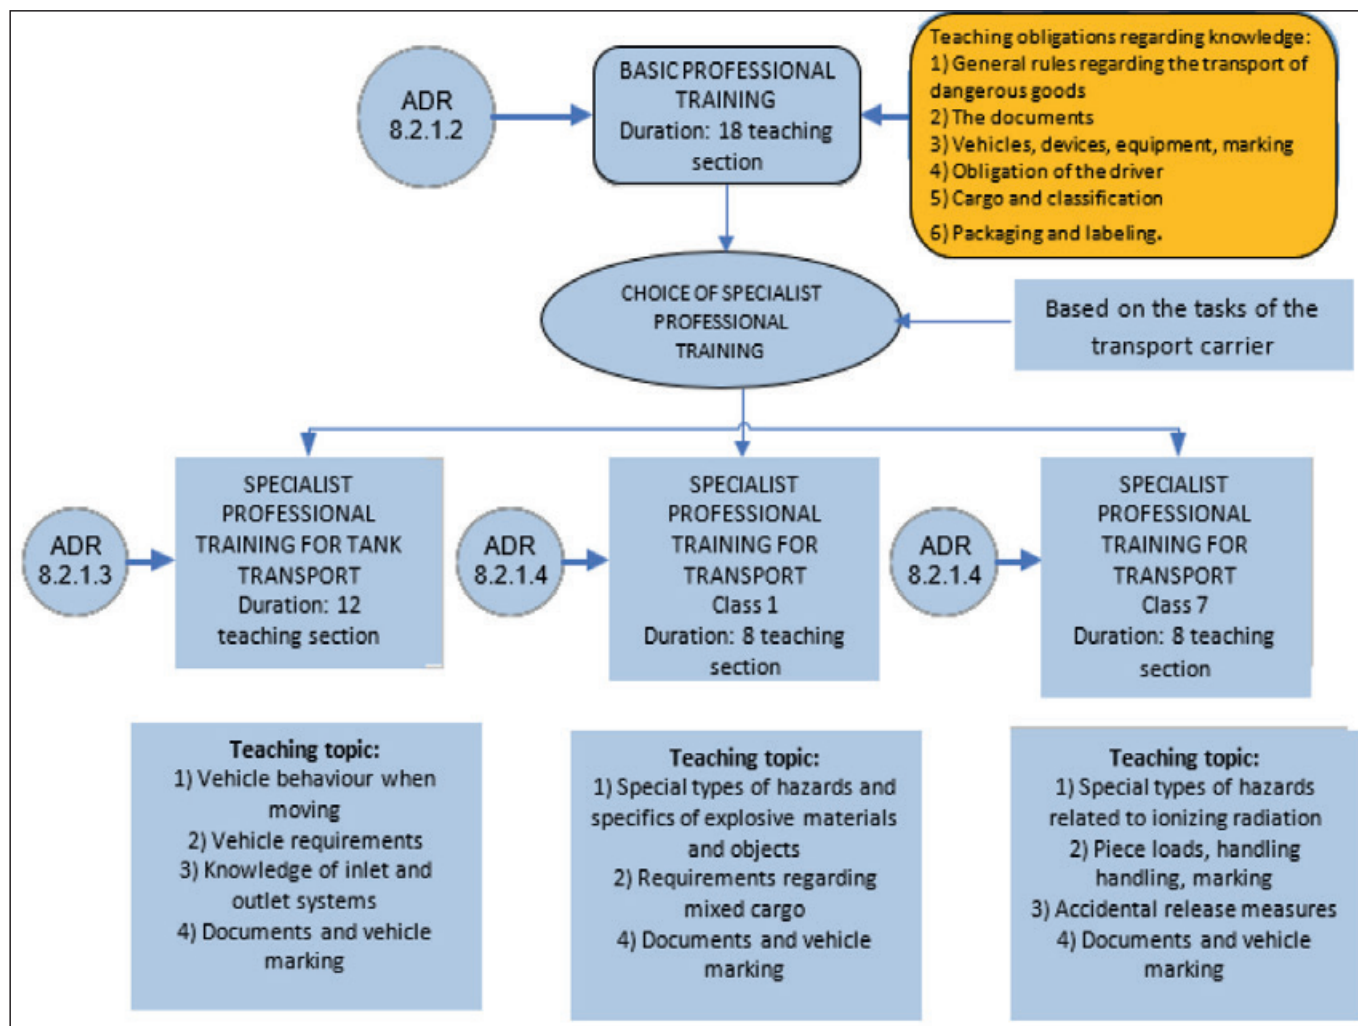 ADR
8.2.1.2
BASIC PROFESSIONAL
TRAINING
Duration: 18 teaching
section
Teaching obligations regarding knowledge:
1) General rules regarding the transport of
dangerous goods
2) The documents
3) Vehicles, devices, equipment, marking
4) Obligation of the driver
5) Cargo and classification
6) Packaging and labeling.
CHOICE OF SPECIALIST
PROFESSIONAL
TRAINING
Based on the tasks of the
transport carrier
ADR
8.2.1.3
SPECIALIST
PROFESSIONAL
TRAINING FOR TANK
TRANSPORT
Duration: 12
teaching section
ADR
8.2.1.4
SPECIALIST
PROFESSIONAL
TRAINING FOR
TRANSPORT
Class 1
Duration: 8 teaching
section
ADR
8.2.1.4
SPECIALIST
PROFESSIONAL
TRAINING FOR
TRANSPORT
Class 7
Duration: 8 teaching
section
Teaching topic:
1) Vehicle behaviour when
moving
2) Vehicle requirements
3) Knowledge of inlet and
outlet systems
4) Documents and vehicle
marking
Teaching topic:
1) Special types of hazards and
specifics of explosive materials
and objects
2) Requirements regarding
mixed cargo
4) Documents and vehicle
marking
Teaching topic:
1) Special types of hazards
related to ionizing radiation
2) Piece loads, handling
handling, marking
3) Accidental release measures
4) Documents and vehicle
marking